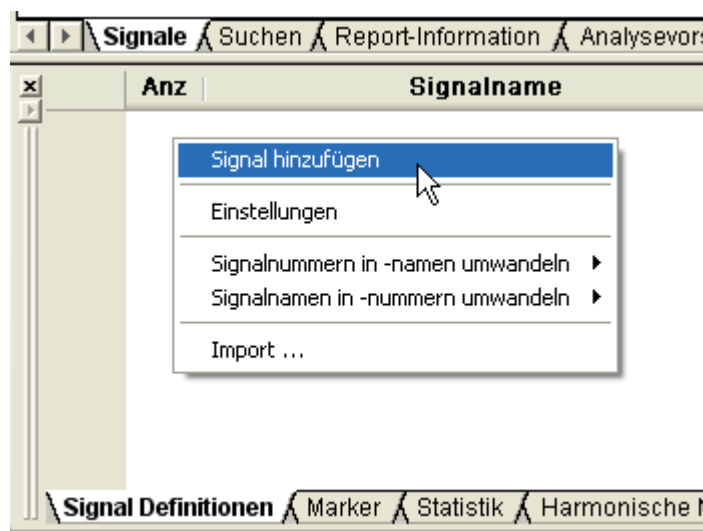 Signale Suchen Report-Information Analysevors
Anz Signalname
Signal hinzufügen
Einstellungen
Signalnummern in -namen umwandeln
Signalnamen in -nummern umwandeln
Import ...
Signal Definitionen Marker Statistik Harmonische